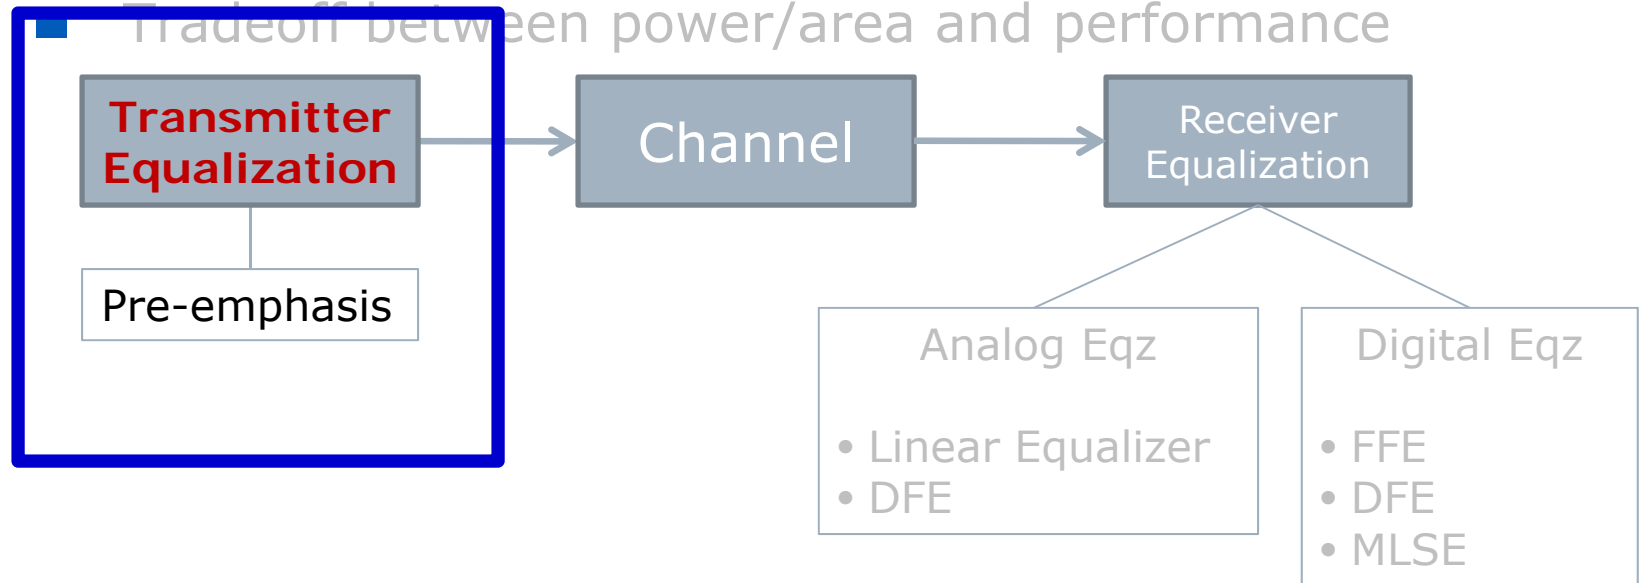 Tradeoff between power/area and performance
Transmitter
Equalization
Channel
Receiver
Equalization
Pre-emphasis
Analog Eqz
• Linear Equalizer
• DFE
Digital Eqz
• FFE
• DFE
• MLSE